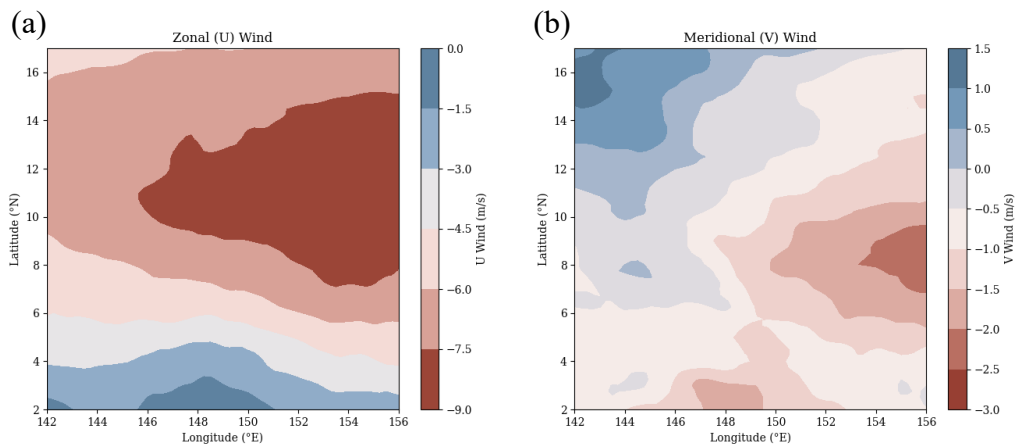 (a)
Zonal (U) Wind
16
14
12
10
8
6
4
2
Latitude (°N)
142 144 146 148 150 152 154 156
Longitude (°E)
0.0
−1.5
−3.0
−4.5
−6.0
−7.5
−9.0
U Wind (m/s)
(b)
Meridional (V) Wind
16
14
12
10
8
6
4
2
Latitude (°N)
142 144 146 148 150 152 154 156
Longitude (°E)
1.5
1.0
0.5
0.0
−0.5
−1.0
−1.5
−2.0
−2.5
−3.0
V Wind (m/s)